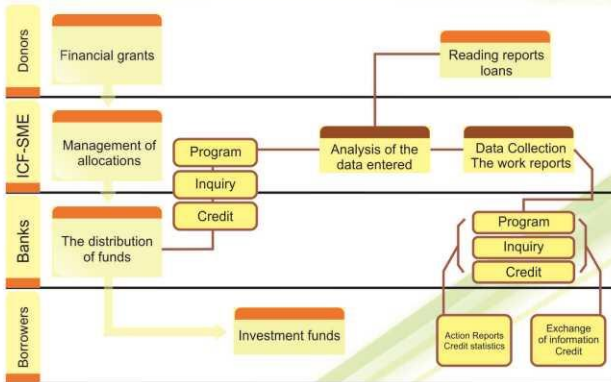 Donors
Financial grants
Reading reports
loans
ICF-SME
Management of
allocations
Program
Inquiry
Credit
Analysis of the
data entered
Data Collection
The work reports
Banks
The distribution
of funds
Program
Inquiry
Credit
Borrowers
Investment funds
Action Reports
Credit statistics
Exchange
of information
Credit